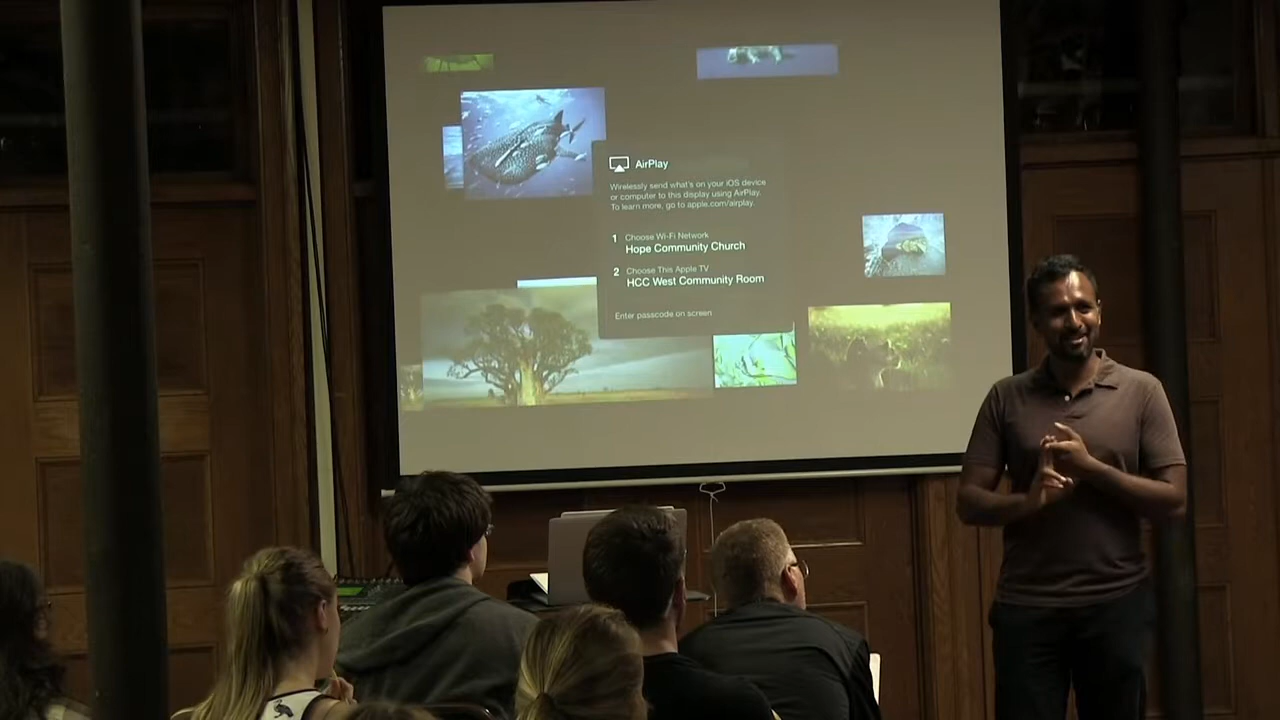 AirPlay
Wirelessly send what's on your iOS device
or computer to this display using AirPlay.
To learn more, go to apple.com/airplay.
1 Choose Wi-Fi Network
Hope Community Church
2 Choose This Apple TV
HCC West Community Room
Enter passcode on screen